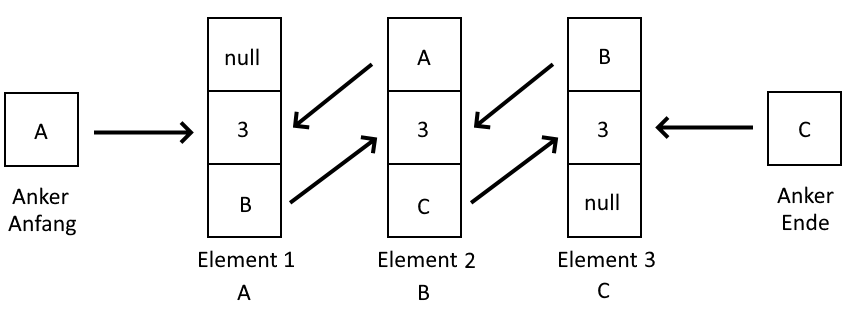 A
Anker
Anfang
null
3
B
Element 1
A
A
3
C
Element 2
B
B
3
null
Element 3
C
C
Anker
Ende